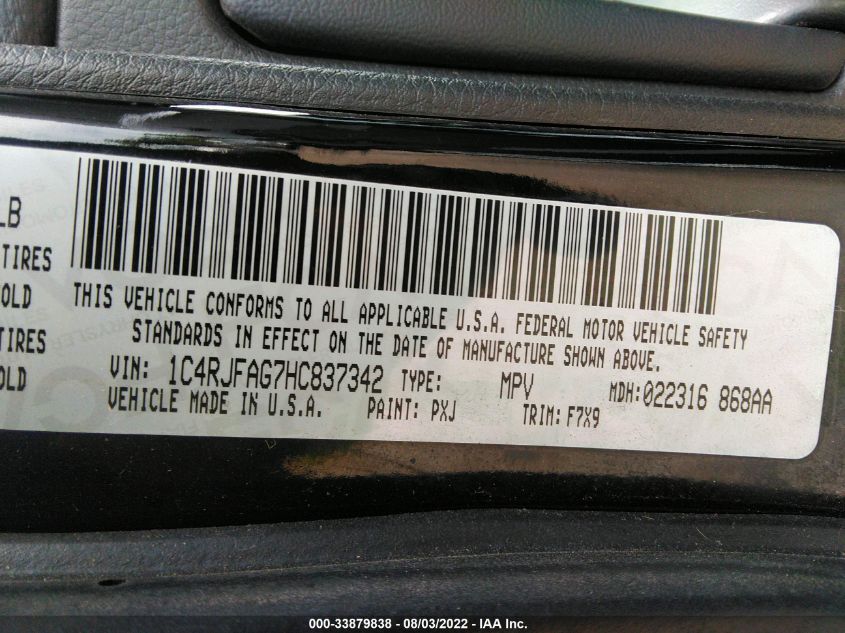 LB
TIRES
OLD
TIRES
OLD
THIS VEHICLE CONFORMS TO ALL APPLICABLE U.S.A. FEDERAL MOTOR VEHICLE SAFETY
STANDARDS IN EFFECT ON THE DATE OF MANUFACTURE SHOWN ABOVE.
VIN: 1C4RJFAG7HC837342 TYPE: MPV MDH:022316 868AA
VEHICLE MADE IN U.S.A. PAINT: PXJ TRIM: F7X9
000-33879838 - 08/03/2022 - IAA Inc.